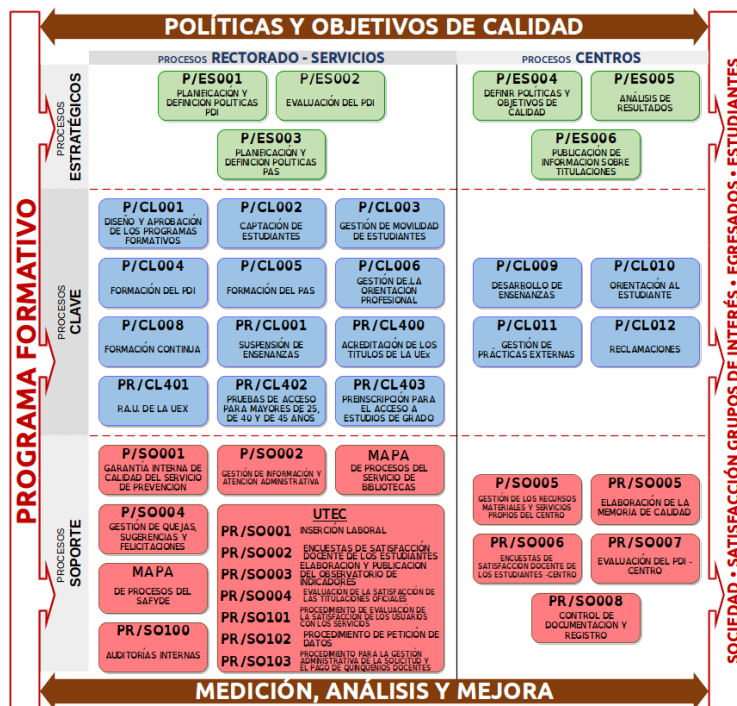 POLÍTICAS Y OBJETIVOS DE CALIDAD
PROCESOS RECTORADO - SERVICIOS
PROCESOS CENTROS
PROGRAMA FORMATIVO
PROCESOS
ESTRATÉGICOS
P/ES001
PLANIFICACIÓN Y
DEFINICION POLITICAS
PDI
P/ES002
EVALUACIÓN DEL PDI
P/ES003
PLANIFICACIÓN Y
DEFINICION POLITICAS
PAS
P/ES004
DEFINIR POLÍTICAS Y
OBJETIVOS DE
CALIDAD
P/ES005
ANÁLISIS DE
RESULTADOS
P/ES006
PUBLICACIÓN DE
INFORMACIÓN SOBRE
TITULACIONES
PROCESOS
CLAVE
P/CL001
DISEÑO Y APROBACIÓN
DE LOS PROGRAMAS
FORMATIVOS
P/CL002
CAPTACIÓN DE
ESTUDIANTES
P/CL003
GESTIÓN DE MOVILIDAD
DE ESTUDIANTES
P/CL004
FORMACIÓN DEL PDI
P/CL005
FORMACIÓN DEL PAS
P/CL006
GESTIÓN DE LA
ORIENTACION
PROFESIONAL
P/CL008
FORMACIÓN CONTINUA
PR/CL001
SUSPENSIÓN DE
ENSEÑANZAS
PR/CL400
ACREDITACIÓN DE LOS
TITULOS DE LA UEx
PR/CL401
P.A.U. DE LA UEX
PR/CL402
PRUEBAS DE ACCESO
PARA MAYORES DE 25,
DE 40 Y DE 45 AÑOS
PR/CL403
PREINSCRIPCIÓN PARA
EL ACCESO A
ESTUDIOS DE GRADO
P/CL009
DESARROLLO DE
ENSEÑANZAS
P/CL010
ORIENTACIÓN AL
ESTUDIANTE
P/CL011
GESTIÓN DE
PRÁCTICAS EXTERNAS
P/CL012
RECLAMACIONES
PROCESOS
SOPORTE
P/SO001
GARANTÍA INTERNA DE
CALIDAD DEL SERVICIO
DE PREVENCION
P/SO002
GESTIÓN DE INFORMACIÓN Y
ATENCION ADMINISTRATIVA
MAPA
DE PROCESOS DEL
SERVICIO DE
BIBLIOTECAS
P/SO004
GESTIÓN DE QUEJAS,
SUGERENCIAS Y
FELICITACIONES
MAPA
DE PROCESOS DEL
SAFYDE
PR/SO100
AUDITORÍAS INTERNAS
UTEC
PR/SO001 INSERCIÓN LABORAL
PR/SO002 ENCUESTAS DE SATISFACCIÓN
DOCENTE DE LOS ESTUDIANTES
PR/SO003 ELABORACION Y PUBLICACION
DEL OBSERVATORIO DE
INDICADORES
PR/SO004 EVALUACIÓN DE LA SATISFACCIÓN DE
LAS TITULACIONES OFICIALES
PR/SO101 PROCEDIMIENTO DE EVALUACIÓN DE
LA SATISFACCION DE LOS USUARIOS
CON LOS SERVICIOS
PR/SO102 PROCEDIMIENTO DE PETICIÓN DE
DATOS
PR/SO103 PROCEDIMIENTO PARA LA GESTIÓN
ADMINISTRATIVA DE LA SOLICITUD Y
EL PAGO DE QUINQUENIOS DOCENTES
P/SO005
GESTIÓN DE LOS RECURSOS
MATERIALES Y SERVICIOS
PROPIOS DEL CENTRO
PR/SO005
ELABORACIÓN DE LA
MEMORIA DE CALIDAD
PR/SO006
ENCUESTAS DE
SATISFACCIÓN DOCENTE DE
LOS ESTUDIANTES -CENTRO
PR/SO007
EVALUACIÓN DEL PDI -
CENTRO
PR/SO008
CONTROL DE
DOCUMENTACION Y
REGISTRO
SOCIEDAD • SATISFACCIÓN GRUPOS DE INTERÉS • EGRESADOS • ESTUDIANTES
MEDICIÓN, ANÁLISIS Y MEJORA